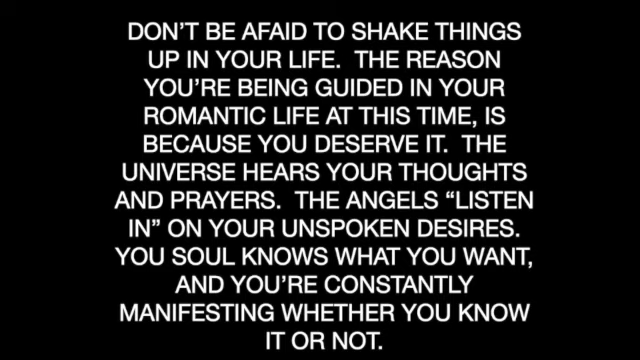 DON’T BE AFAID TO SHAKE THINGS
UP IN YOUR LIFE.  THE REASON
YOU’RE BEING GUIDED IN YOUR
ROMANTIC LIFE AT THIS TIME, IS
BECAUSE YOU DESERVE IT.  THE
UNIVERSE HEARS YOUR THOUGHTS
AND PRAYERS.  THE ANGELS “LISTEN
IN” ON YOUR UNSPOKEN DESIRES.
YOU SOUL KNOWS WHAT YOU WANT,
AND YOU’RE CONSTANTLY
MANIFESTING WHETHER YOU KNOW
IT OR NOT.